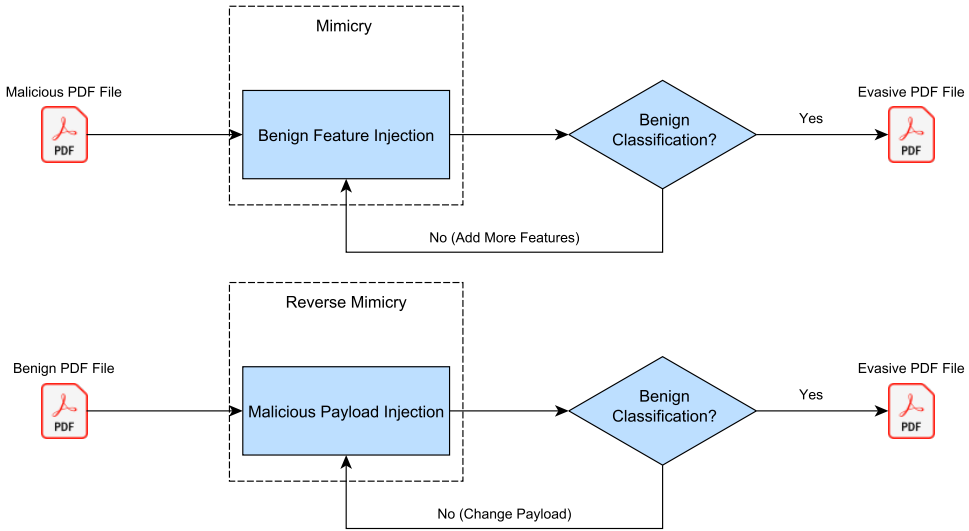 Mimicry
Malicious PDF File
PDF
Benign Feature Injection
Benign
Classification?
Yes
Evasive PDF File
PDF
No (Add More Features)
Reverse Mimicry
Benign PDF File
PDF
Malicious Payload Injection
Benign
Classification?
Yes
Evasive PDF File
PDF
No (Change Payload)